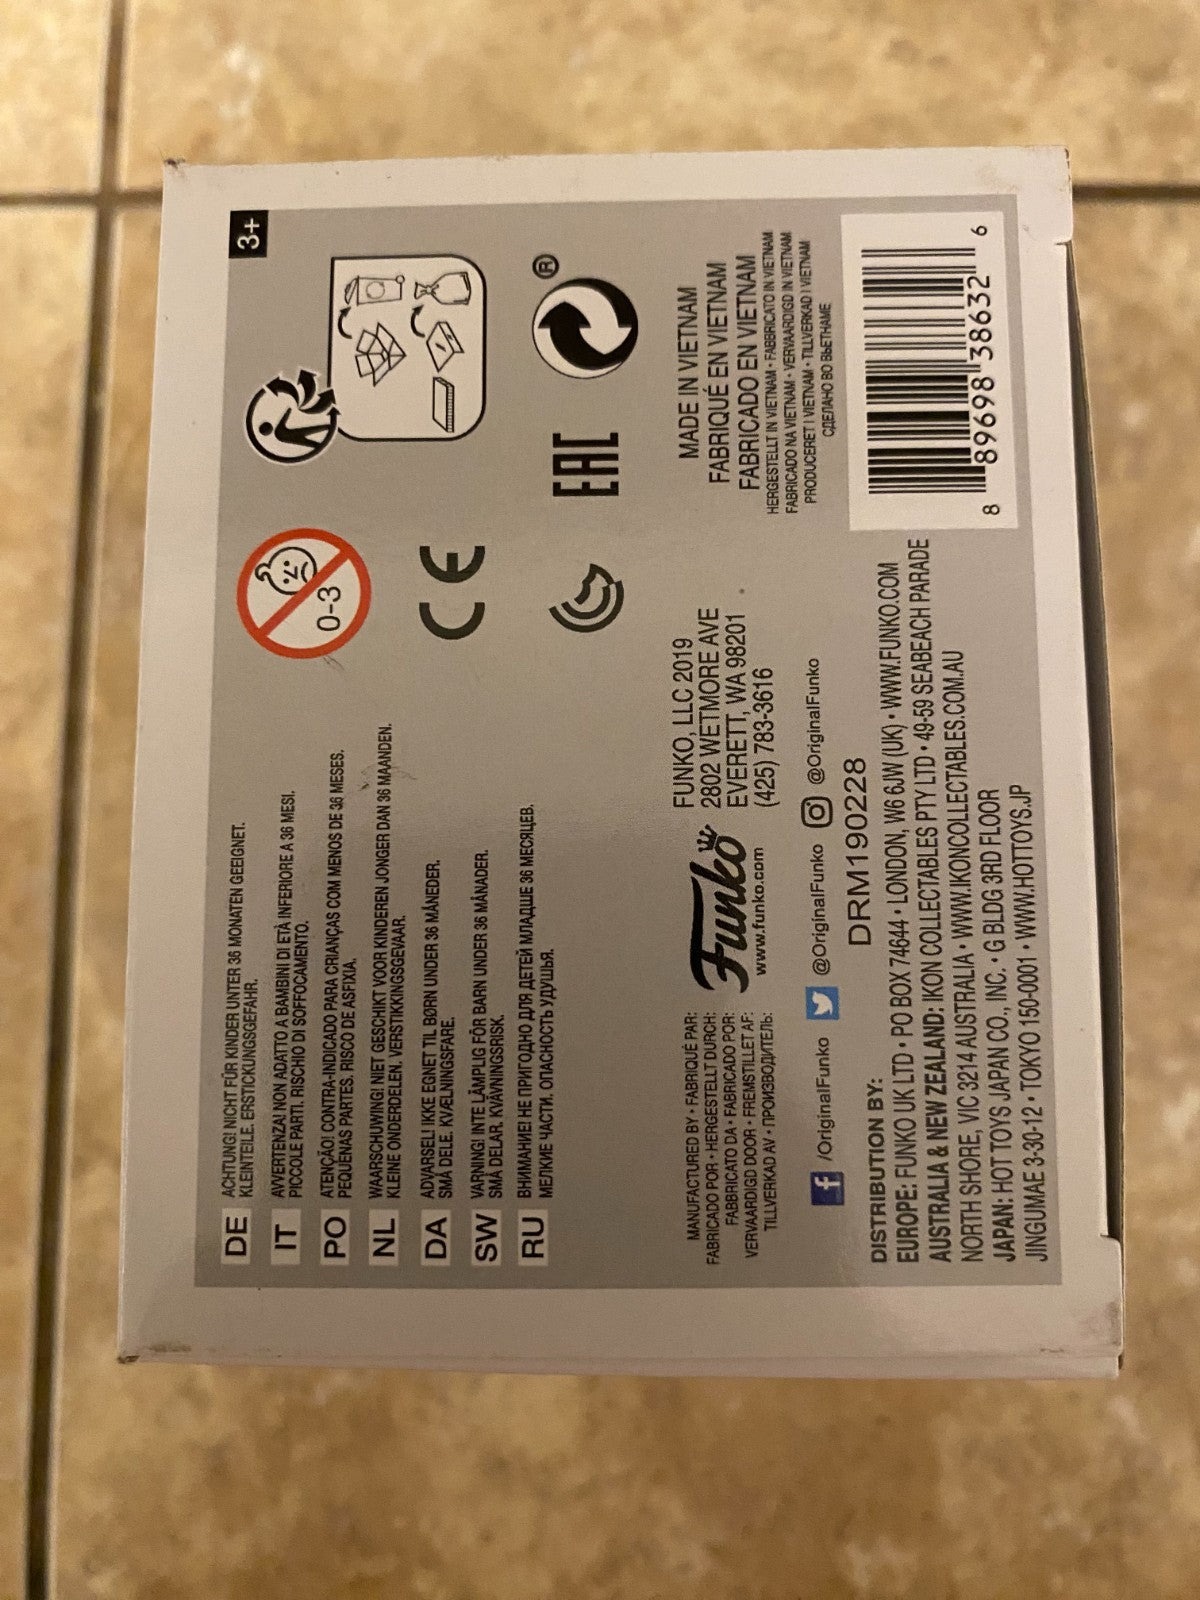 3+
DE
ACHTUNG! NICHT FÜR KINDER UNTER 36 MONATEN GEEIGNET.
KLEINTEILE. ERSTICKUNGSGEFAHR.
IT
AVVERTENZA! NON ADATTO A BAMBINI DI ETÀ INFERIORE A 36 MESI.
PICCOLE PARTI. RISCHIO DI SOFFOCAMENTO.
PO
ATENÇÃO! CONTRA-INDICADO PARA CRIANÇAS COM MENOS DE 36 MESES.
PEQUENAS PARTES. RISCO DE ASFIXIA.
NL
WAARSCHUWING! NIET GESCHIKT VOOR KINDEREN JONGER DAN 36 MAANDEN.
KLEINE ONDERDELEN. VERSTIKKINGSGEVAAR.
DA
ADVARSEL! IKKE EGNET TIL BØRN UNDER 36 MÅNEDER.
SMÅ DELE. KVÆLNINGSFARE.
SW
VARNING! INTE LÄMPLIG FÖR BARN UNDER 36 MÅNADER.
SMÅ DELAR. KVÄVNINGSRISK.
RU
ВНИМАНИЕ! НЕ ПРИГОДНО ДЛЯ ДЕТЕЙ МЛАДШЕ 36 МЕСЯЦЕВ.
МЕЛКИЕ ЧАСТИ. ОПАСНОСТЬ УДУШЬЯ.
0-3
CE
EAC
®
MANUFACTURED BY • FABRIQUÉ PAR:
FABRICADO POR • HERGESTELLT DURCH:
FABBRICATO DA • FABRICADO POR:
VERVAARDIGD DOOR • FREMSTILLET AF:
TILLVERKAD AV • ПРОИЗВОДИТЕЛЬ:
Funko
www.funko.com
FUNKO, LLC 2019
2802 WETMORE AVE
EVERETT, WA 98201
(425) 783-3616
MADE IN VIETNAM
FABRIQUÉ EN VIETNAM
FABRICADO EN VIETNAM
HERGESTELLT IN VIETNAM • FABBRICATO IN VIETNAM
FABRICADO NA VIETNAM • VERVAARDIGD IN VIETNAM
PRODUCERET I VIETNAM • TILLVERKAD I VIETNAM
СДЕЛАНО ВО ВЬЕТНАМЕ
f /OriginalFunko @OriginalFunko @OriginalFunko
DRM190228
DISTRIBUTION BY:
EUROPE: FUNKO UK LTD • PO BOX 74644 • LONDON, W6 6JW (UK) • WWW.FUNKO.COM
AUSTRALIA & NEW ZEALAND: IKON COLLECTABLES PTY LTD • 49-59 SEABEACH PARADE
NORTH SHORE, VIC 3214 AUSTRALIA • WWW.IKONCOLLECTABLES.COM.AU
JAPAN: HOT TOYS JAPAN CO., INC. • G BLDG 3RD FLOOR
JINGUMAE 3-30-12 • TOKYO 150-0001 • WWW.HOTTOYS.JP
8 89698 38632 6
9